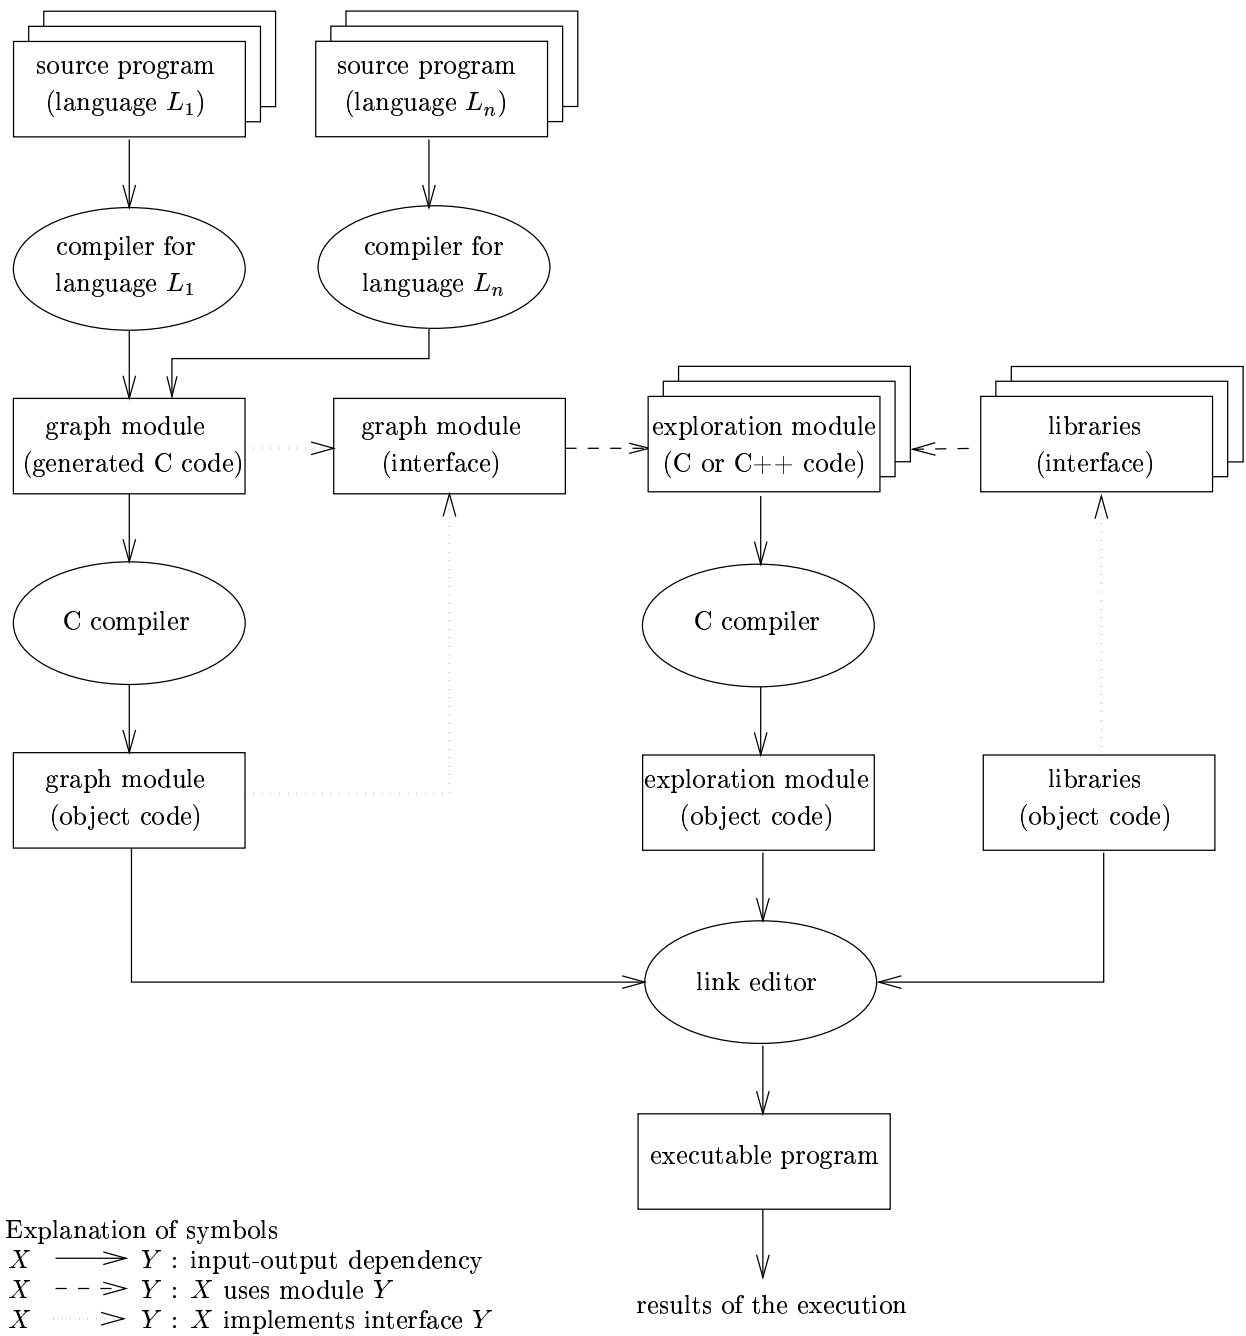 source program
(language L₁)
source program
(language Lₙ)
compiler for
language L₁
compiler for
language Lₙ
graph module
(generated C code)
graph module
(interface)
exploration module
(C or C++ code)
libraries
(interface)
C compiler
C compiler
graph module
(object code)
exploration module
(object code)
libraries
(object code)
link editor
executable program
results of the execution
Explanation of symbols
X Y : input-output dependency
X Y : X uses module Y
X Y : X implements interface Y